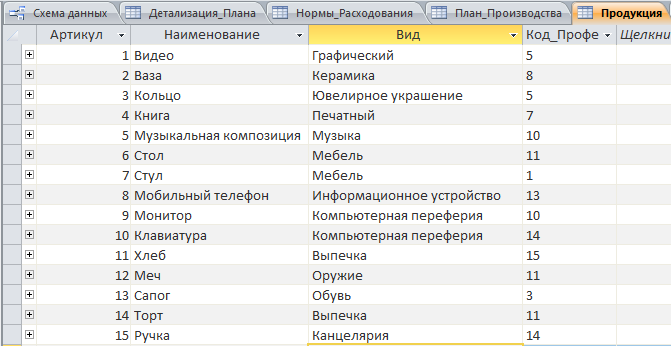 Схема данных Детализация_Плана Нормы_Расходования План_Производства Продукция
Артикул Наименование Вид Код_Профе Щелкни
1 Видео Графический 5
2 Ваза Керамика 8
3 Кольцо Ювелирное украшение 5
4 Книга Печатный 7
5 Музыкальная композиция Музыка 10
6 Стол Мебель 11
7 Стул Мебель 1
8 Мобильный телефон Информационное устройство 13
9 Монитор Компьютерная переферия 10
10 Клавиатура Компьютерная переферия 14
11 Хлеб Выпечка 15
12 Меч Оружие 11
13 Сапог Обувь 3
14 Торт Выпечка 11
15 Ручка Канцелярия 14